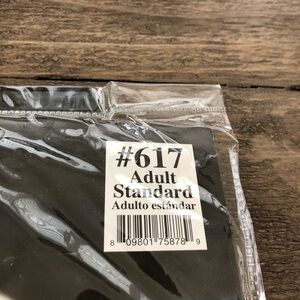 #617
Adult
Standard
Adulto estándar
8 09801 75878 9